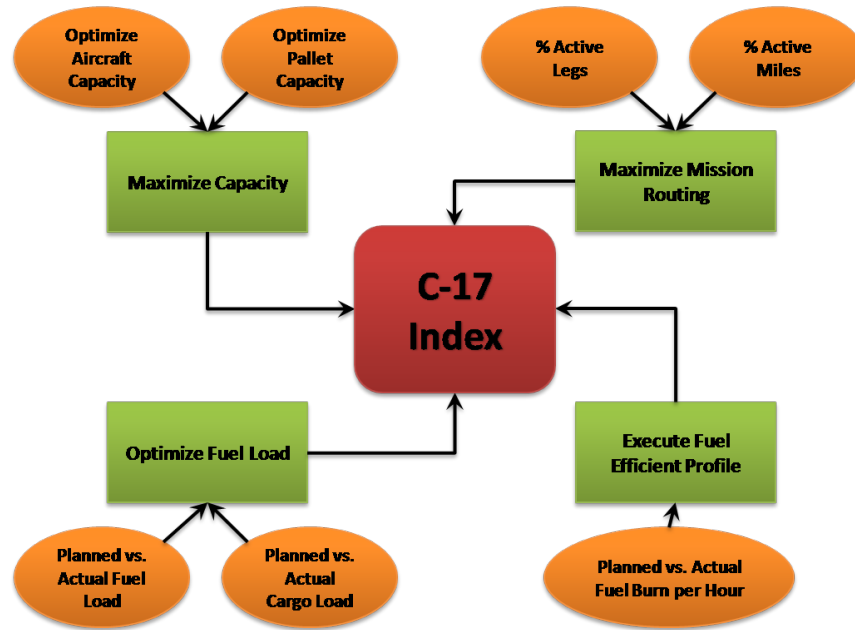 Optimize
Aircraft
Capacity
Optimize
Pallet
Capacity
% Active
Legs
% Active
Miles
Maximize Capacity
Maximize Mission
Routing
C-17
Index
Optimize Fuel Load
Execute Fuel
Efficient Profile
Planned vs.
Actual Fuel
Load
Planned vs.
Actual
Cargo Load
Planned vs. Actual
Fuel Burn per Hour